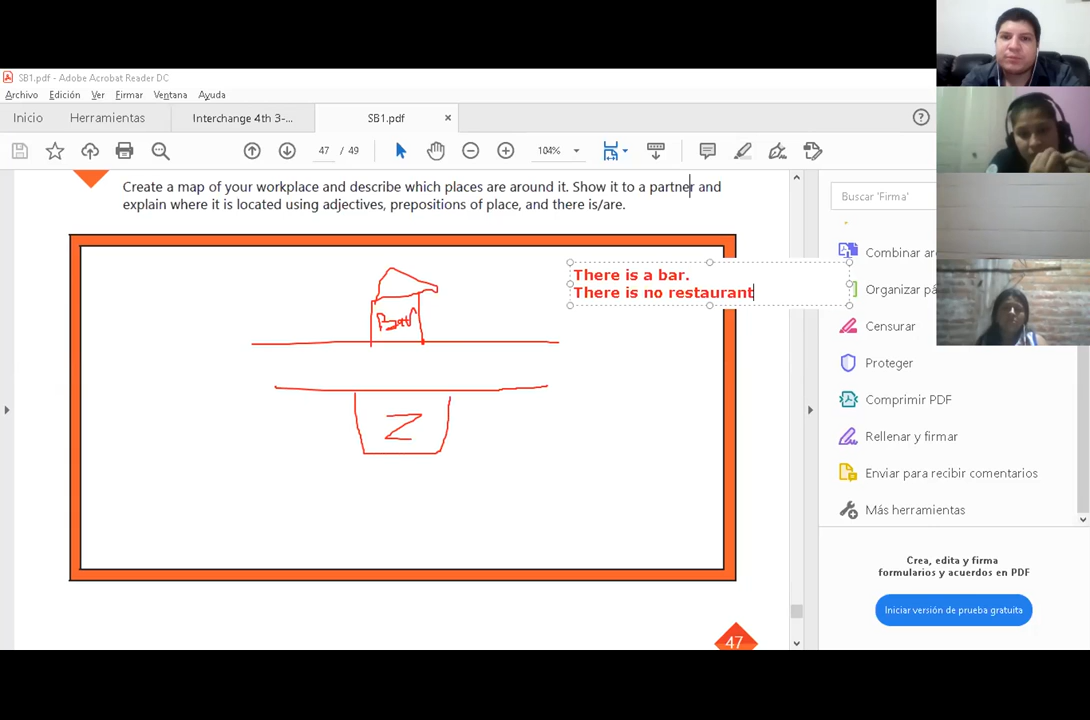 SB1.pdf - Adobe Acrobat Reader DC
Archivo Edición Ver Firmar Ventana Ayuda
Inicio Herramientas Interchange 4th 3-... SB1.pdf ×
47 / 49 104%
Create a map of your workplace and describe which places are around it. Show it to a partner and
explain where it is located using adjectives, prepositions of place, and there is/are.
There is a bar.
There is no restaurant
Bar
Z
47
Buscar 'Firma'
Combinar ar
Organizar pá
Censurar
Proteger
Comprimir PDF
Rellenar y firmar
Enviar para recibir comentarios
Más herramientas
Crea, edita y firma
formularios y acuerdos en PDF
Iniciar versión de prueba gratuita